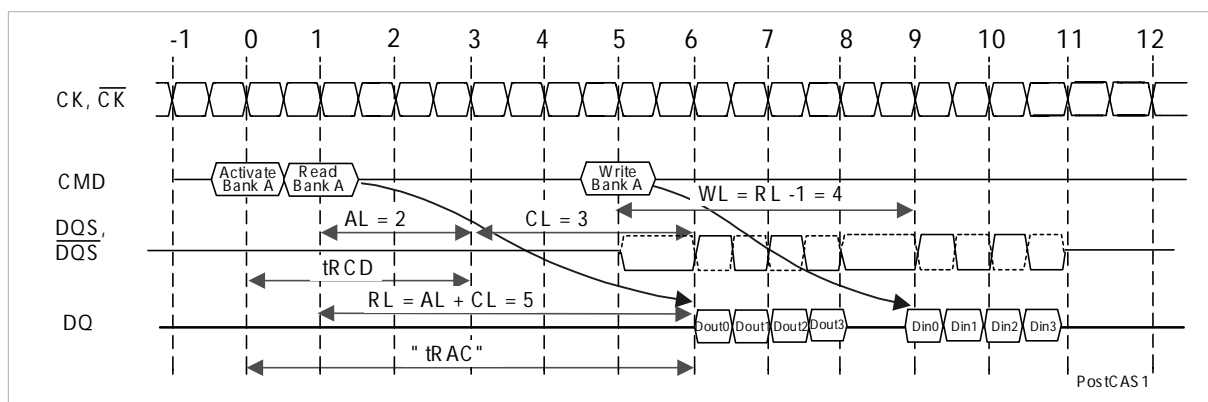 -1 0 1 2 3 4 5 6 7 8 9 10 11 12
CK, C̅K̅
CMD
Activate
Bank A
Read
Bank A
Write
Bank A
WL = RL -1 = 4
AL = 2
CL = 3
DQS,
D̅Q̅S̅
tRCD
RL = AL + CL = 5
DQ
Dout0 Dout1 Dout2 Dout3 Din0 Din1 Din2 Din3
"tRAC"
PostCAS1